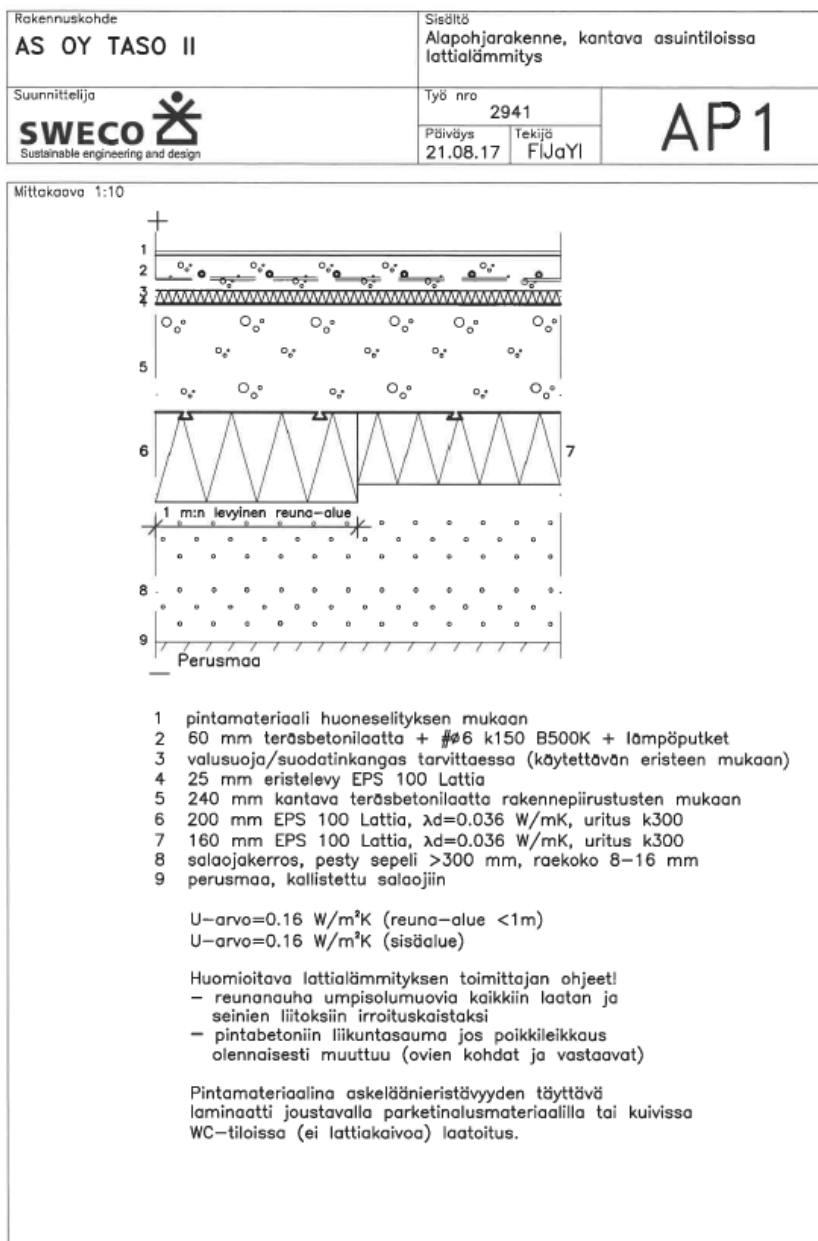 Rakennuskohde
AS OY TASO II
Sisältö
Alapohjarakenne, kantava asuintiloissa
lattialämmitys
Suunnittelija
SWECO
Sustainable engineering and design
Työ nro
2941
Päiväys
21.08.17
Tekijä
FIJaYl
AP1
Mittakaava 1:10
1
2
3
4
5
6
7
1 m:n levyinen reuna-alue
8
9
Perusmaa
1 pintamateriaali huoneselityksen mukaan
2 60 mm teräsbetonilaatta + #ø6 k150 B500K + lämpöputket
3 valusuoja/suodatinkangas tarvittaessa (käytettävän eristeen mukaan)
4 25 mm eristelevy EPS 100 Lattia
5 240 mm kantava teräsbetonilaatta rakennepiirustusten mukaan
6 200 mm EPS 100 Lattia, λd=0.036 W/mK, uritus k300
7 160 mm EPS 100 Lattia, λd=0.036 W/mK, uritus k300
8 salaojakerros, pesty sepeli >300 mm, raekoko 8-16 mm
9 perusmaa, kallistettu salaojiin
U-arvo=0.16 W/m²K (reuna-alue <1m)
U-arvo=0.16 W/m²K (sisäalue)
Huomioitava lattialämmityksen toimittajan ohjeet!
- reunanauha umpisolumuovia kaikkiin laatan ja
seinien liitoksiin irroituskaistaksi
- pintabetoniin liikuntasauma jos poikkileikkaus
olennaisesti muuttuu (ovien kohdat ja vastaavat)
Pintamateriaalina askeläänieristävyyden täyttävä
laminaatti joustavalla parketinalusmateriaalilla tai kuivissa
WC-tiloissa (ei lattiakaivoa) laatoitus.